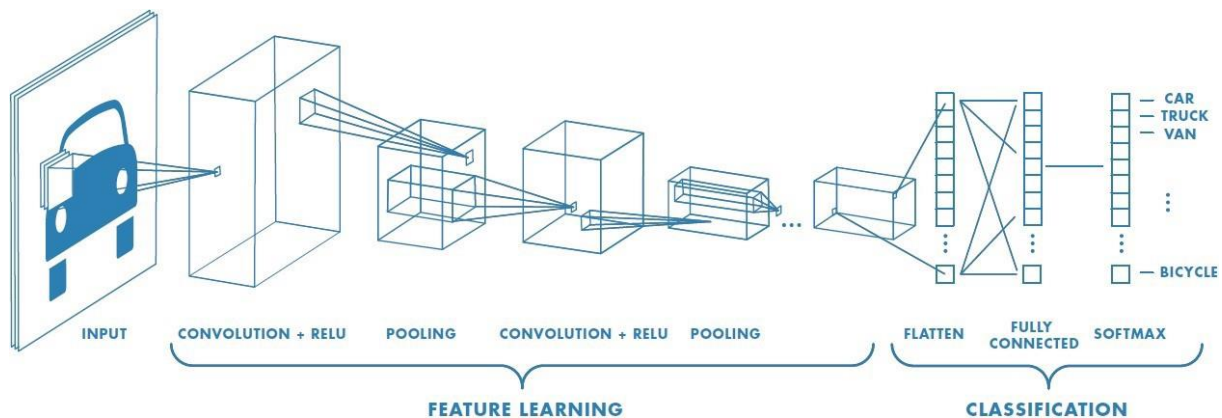 CAR
TRUCK
VAN
BICYCLE
INPUT
CONVOLUTION + RELU
POOLING
CONVOLUTION + RELU
POOLING
FLATTEN
FULLY
CONNECTED
SOFTMAX
FEATURE LEARNING
CLASSIFICATION